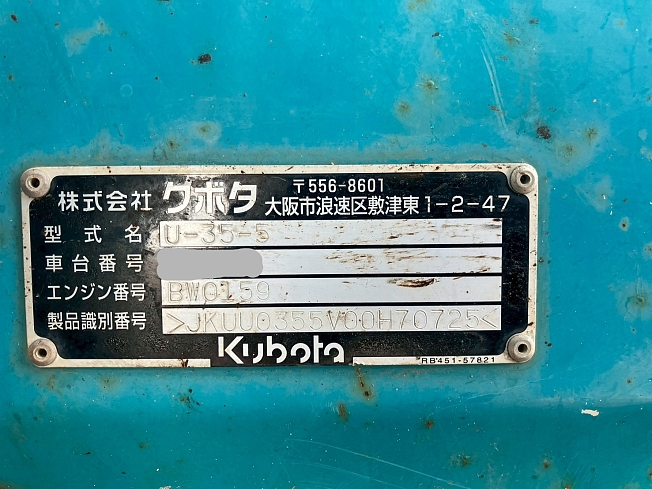 株式会社 クボタ 〒556-8601
大阪市浪速区敷津東1-2-47
型式名 U-35-5
車台番号
エンジン番号 BW0159
製品識別番号 >JKUU0355V00H70725<
Kubota
RB451-57821